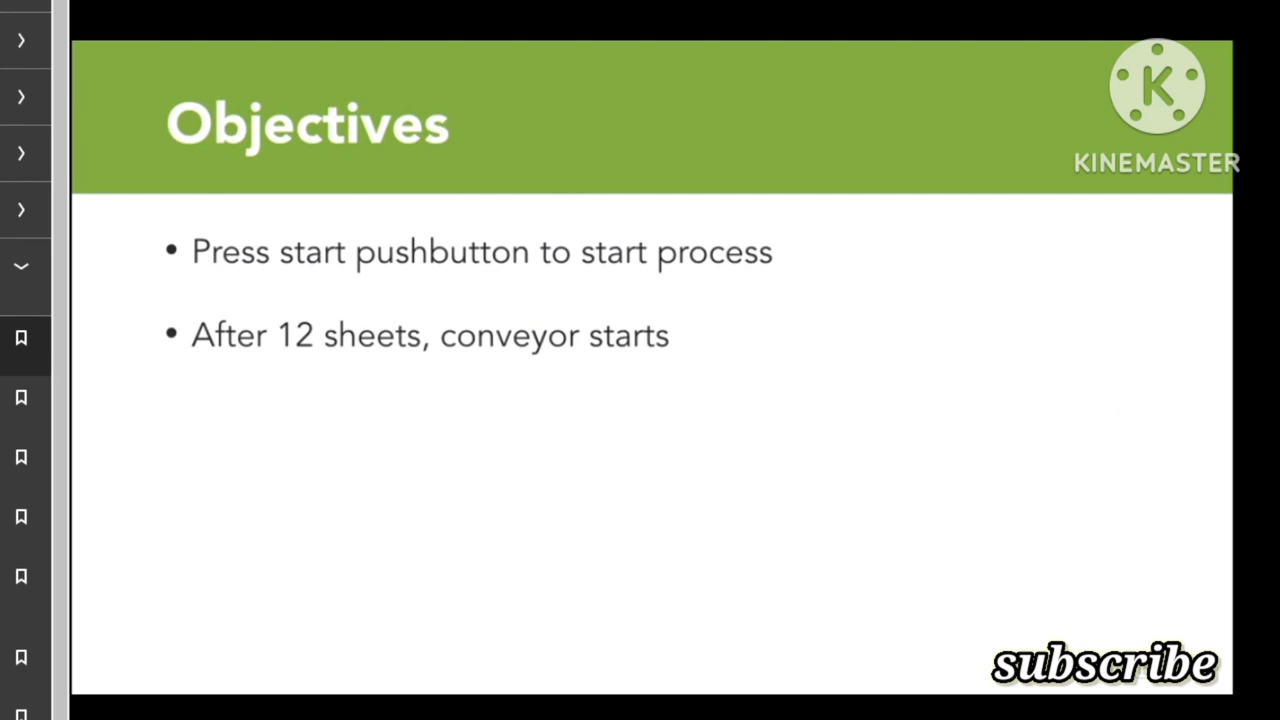 Objectives
K
KINEMASTER
• Press start pushbutton to start process
• After 12 sheets, conveyor starts
subscribe